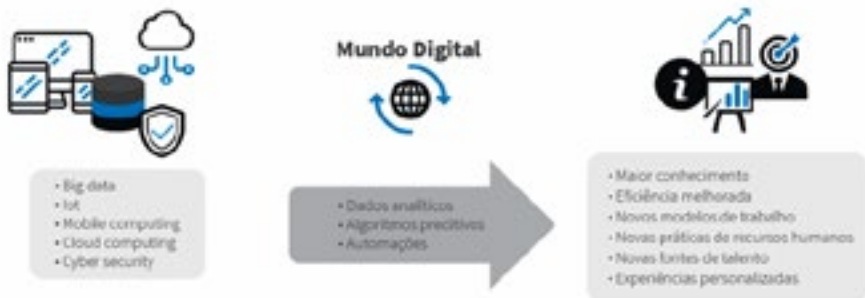 Mundo Digital
• Big data
• Iot
• Mobile computing
• Cloud computing
• Cyber security
• Dados analíticos
• Algoritmos preditivos
• Automações
• Maior conhecimento
• Eficiência melhorada
• Novos modelos de trabalho
• Novas práticas de recursos humanos
• Novas fontes de talento
• Experiências personalizadas